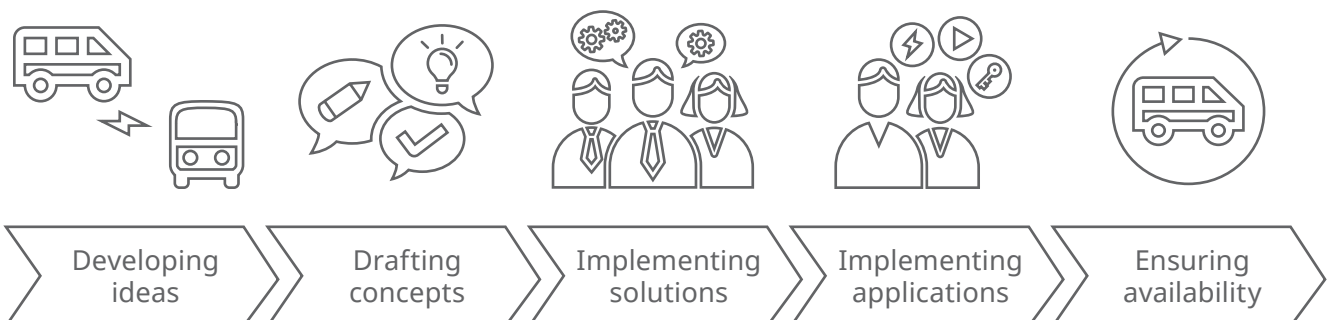 Developing
ideas
Drafting
concepts
Implementing
solutions
Implementing
applications
Ensuring
availability